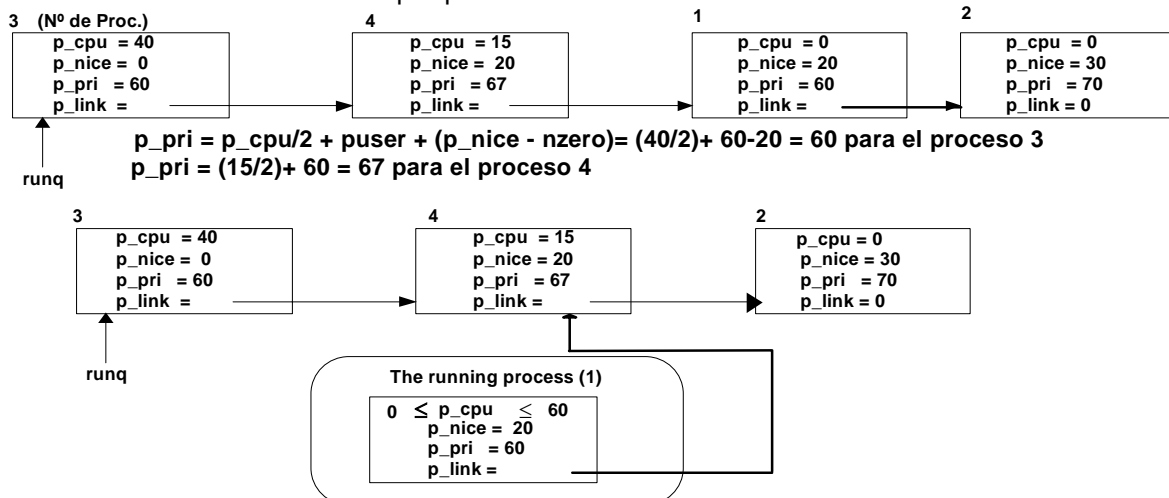 3 (Nº de Proc.)
p_cpu = 40
p_nice = 0
p_pri = 60
p_link =
4
p_cpu = 15
p_nice = 20
p_pri = 67
p_link =
1
p_cpu = 0
p_nice = 20
p_pri = 60
p_link =
2
p_cpu = 0
p_nice = 30
p_pri = 70
p_link = 0
runq
p_pri = p_cpu/2 + puser + (p_nice - nzero)= (40/2)+ 60-20 = 60 para el proceso 3
p_pri = (15/2)+ 60 = 67 para el proceso 4
3
p_cpu = 40
p_nice = 0
p_pri = 60
p_link =
4
p_cpu = 15
p_nice = 20
p_pri = 67
p_link =
2
p_cpu = 0
p_nice = 30
p_pri = 70
p_link = 0
runq
The running process (1)
0 ≤ p_cpu ≤ 60
p_nice = 20
p_pri = 60
p_link =